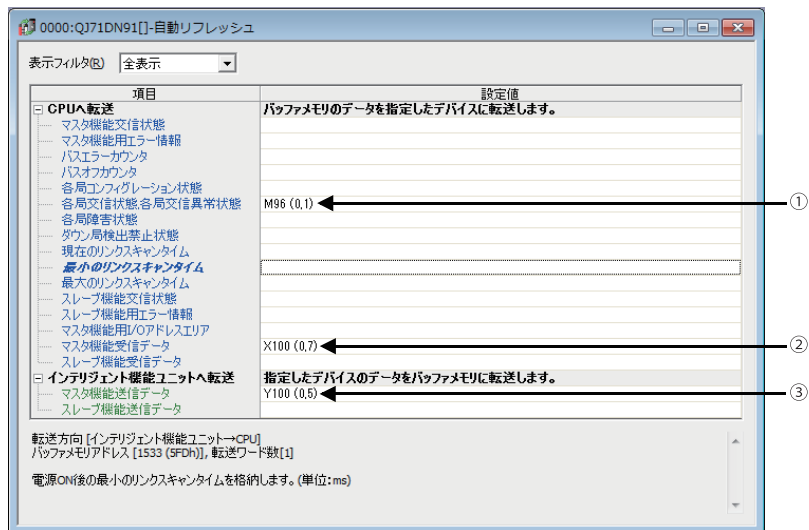 0000:QJ71DN91[]-自動リフレッシュ
表示フィルタ(R) 全表示
項目 設定値
CPUへ転送 バッファメモリのデータを指定したデバイスに転送します。
マスタ機能交信状態
マスタ機能用エラー情報
バスエラーカウンタ
バスオフカウンタ
各局コンフィグレーション状態
各局交信状態,各局交信異常状態 M96 (0,1) ①
各局障害状態
ダウン局検出禁止状態
現在のリンクスキャンタイム
最小のリンクスキャンタイム
最大のリンクスキャンタイム
スレーブ機能交信状態
スレーブ機能用エラー情報
マスタ機能用I/Oアドレスエリア
マスタ機能受信データ X100 (0,7) ②
スレーブ機能受信データ
インテリジェント機能ユニットへ転送 指定したデバイスのデータをバッファメモリに転送します。
マスタ機能送信データ Y100 (0,5) ③
スレーブ機能送信データ
転送方向 [インテリジェント機能ユニット→CPU]
バッファメモリアドレス [1533 (5FDh)], 転送ワード数[1]
電源ON後の最小のリンクスキャンタイムを格納します。(単位:ms)